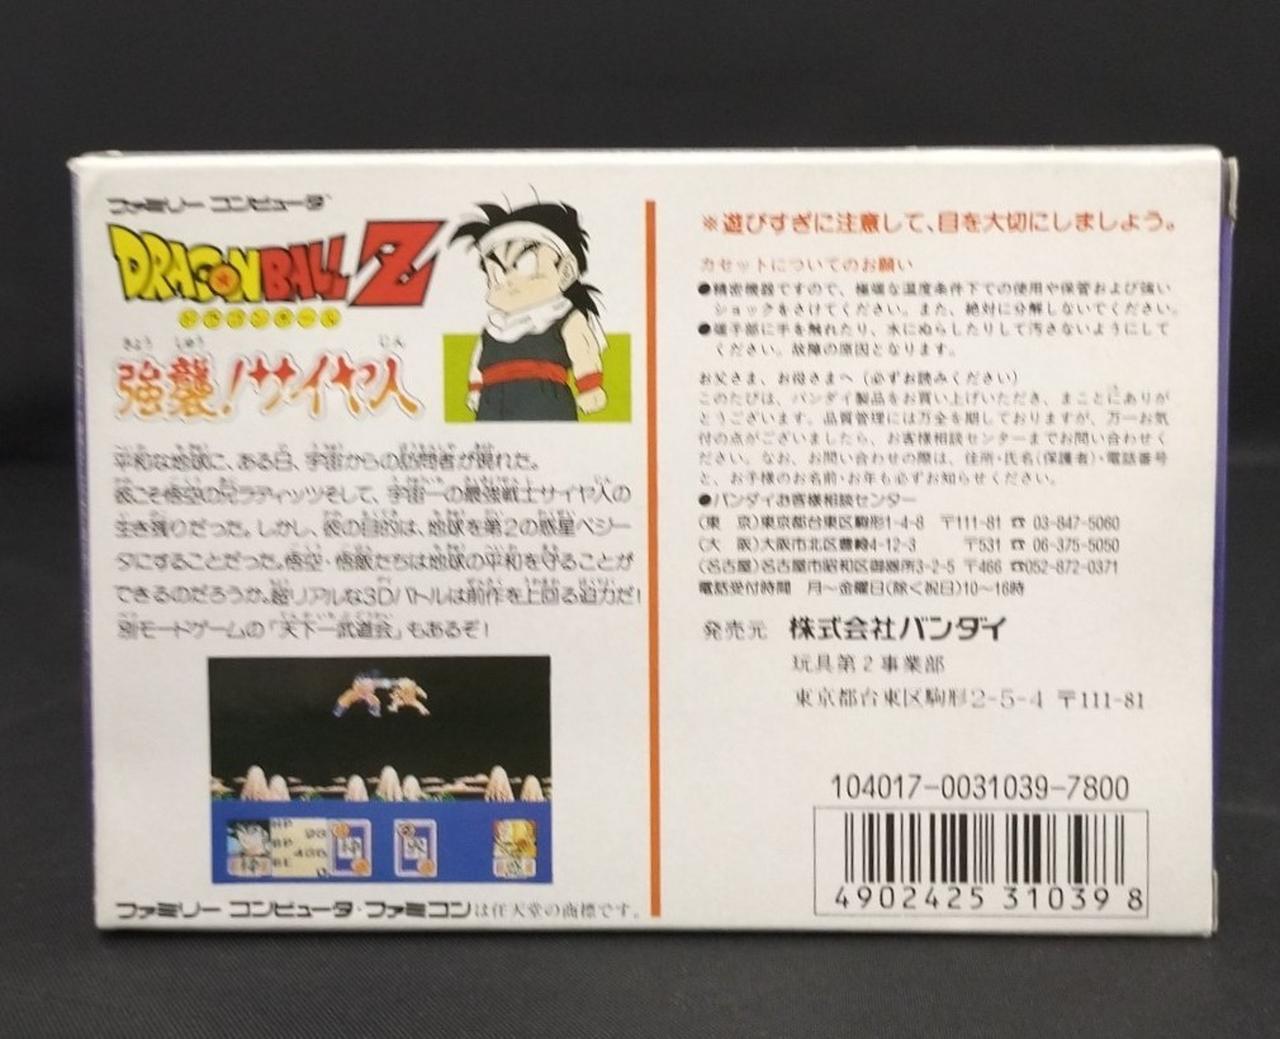 ファミリー コンピュータ
DRAGON BALL Z
ドラゴンボール
きょう しゅう じん
強襲！サイヤ人
平和な地球に、ある日、宇宙からの訪問者が現れた。
彼こそ悟空の兄ラディッツそして、宇宙一の最強戦士サイヤ人の
生き残りだった。しかし、彼の目的は、地球を第2の惑星ベジー
タにすることだった。悟空・悟飯たちは地球の平和を守ることが
できるのだろうか。超リアルな3Dバトルは前作を上回る迫力だ！
別モードゲームの「天下一武道会」もあるぞ！
HP
BP
BE
神
ファミリー コンピュータ・ファミコンは任天堂の商標です。
※遊びすぎに注意して、目を大切にしましょう。
カセットについてのお願い
●精密機器ですので、極端な温度条件下での使用や保管および強い
ショックをさけてください。また、絶対に分解しないでください。
●端子部に手を触れたり、水にぬらしたりして汚さないようにして
ください。故障の原因となります。
お父さま、お母さまへ（必ずお読みください）
このたびは、バンダイ製品をお買い上げいただき、まことにありが
とうございます。品質管理には万全を期しておりますが、万一お気
付の点がございましたら、お客様相談センターまでお問い合わせく
ださい。なお、お問い合わせの際は、住所・氏名(保護者)・電話番号
と、お子様のお名前・お年も必ずお知らせください。
●バンダイお客様相談センター
(東　京)東京都台東区駒形1-4-8　〒111-81 ☎ 03-847-5060
(大　阪)大阪市北区豊崎4-12-3　〒531 ☎ 06-375-5050
(名古屋)名古屋市昭和区御器所3-2-5 〒466 ☎052-872-0371
電話受付時間　月～金曜日(除く祝日)10～16時
発売元 株式会社バンダイ
玩具第2事業部
東京都台東区駒形2-5-4 〒111-81
104017-0031039-7800
4902425310398